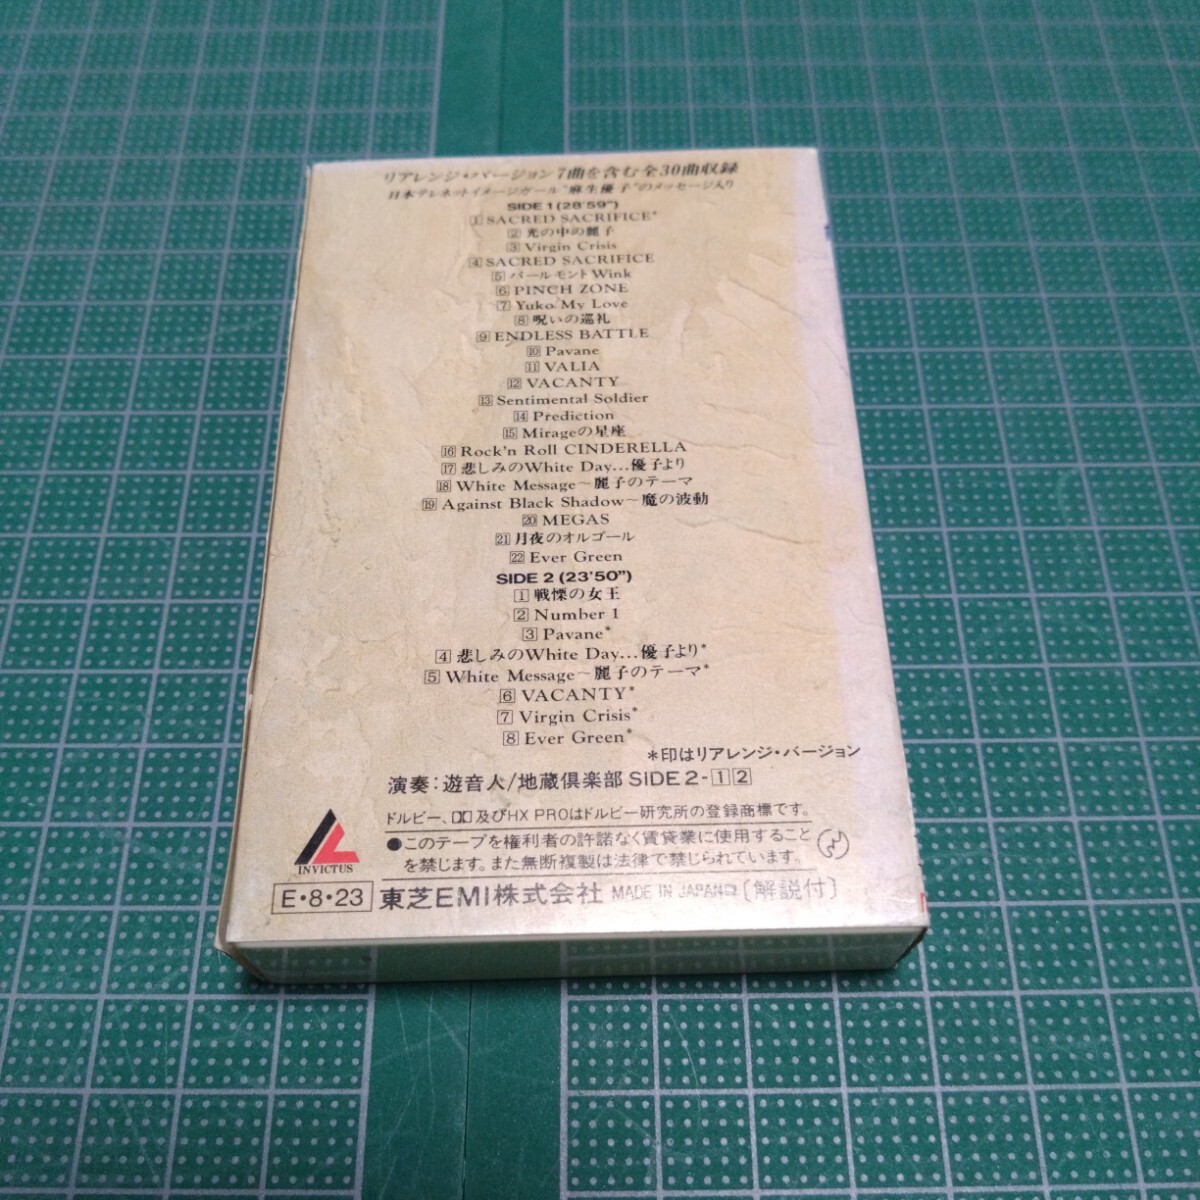 リアレンジ・バージョン7曲を含む全30曲収録
日本テレネットイメージガール"麻生優子"のメッセージ入り
SIDE 1 (28'59")
1 SACRED SACRIFICE*
2 光の中の麗子
3 Virgin Crisis
4 SACRED SACRIFICE
5 バールモントWink
6 PINCH ZONE
7 Yuko My Love
8 呪いの巡礼
9 ENDLESS BATTLE
10 Pavane
11 VALIA
12 VACANTY
13 Sentimental Soldier
14 Prediction
15 Mirageの星座
16 Rock'n Roll CINDERELLA
17 悲しみのWhite Day…優子より
18 White Message～麗子のテーマ
19 Against Black Shadow～魔の波動
20 MEGAS
21 月夜のオルゴール
22 Ever Green
SIDE 2 (23'50")
1 戦慄の女王
2 Number 1
3 Pavane*
4 悲しみのWhite Day…優子より*
5 White Message～麗子のテーマ*
6 VACANTY*
7 Virgin Crisis*
8 Ever Green*
*印はリアレンジ・バージョン
演奏：遊音人/地蔵倶楽部 SIDE 2-1 2
ドルビー、及びHX PROはドルビー研究所の登録商標です。
●このテープを権利者の許諾なく賃貸業に使用すること
を禁じます。また無断複製は法律で禁じられています。
INVICTUS
E・8・23 東芝EMI株式会社 MADE IN JAPAN [解説付]